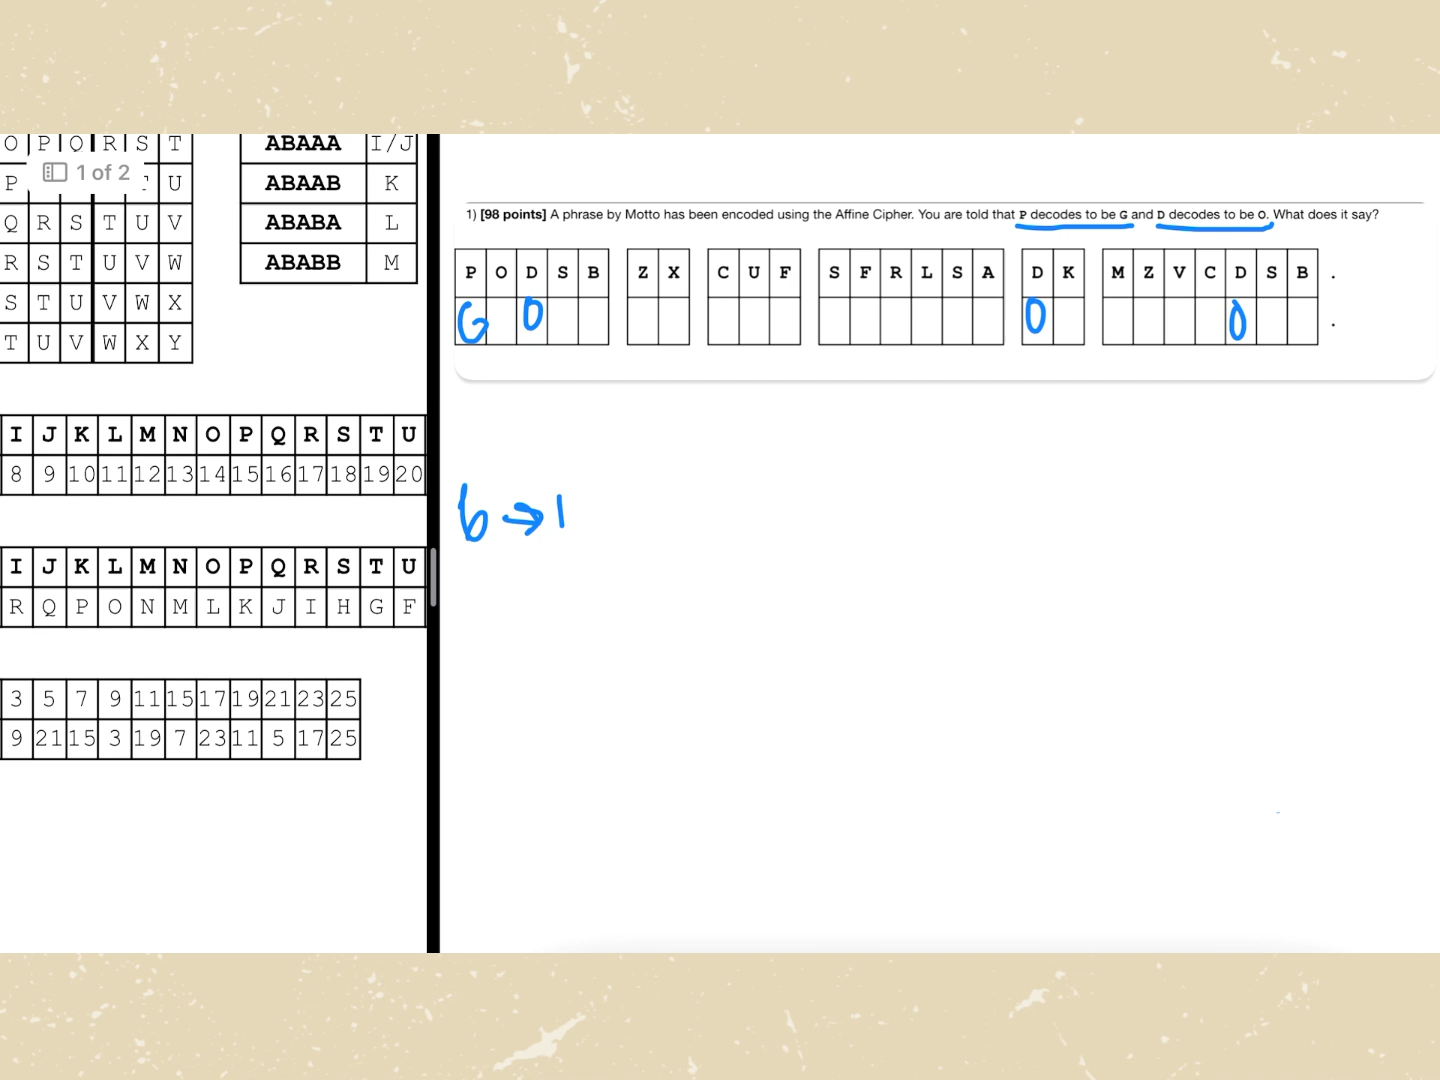 O P Q R S T
1 of 2
P U
Q R S T U V
R S T U V W
S T U V W X
T U V W X Y
ABAAA I/J
ABAAB K
ABABA L
ABABB M
I J K L M N O P Q R S T U
8 9 10 11 12 13 14 15 16 17 18 19 20
I J K L M N O P Q R S T U
R Q P O N M L K J I H G F
3 5 7 9 11 15 17 19 21 23 25
9 21 15 3 19 7 23 11 5 17 25
1) [98 points] A phrase by Motto has been encoded using the Affine Cipher. You are told that P decodes to be G and D decodes to be O. What does it say?
P O D S B Z X C U F S F R L S A D K M Z V C D S B .
G O O O .
6 → 1